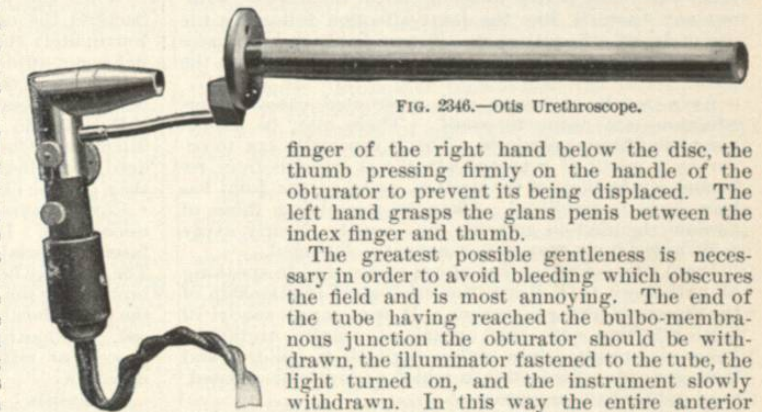 FIG. 2346.—Otis Urethroscope.
finger of the right hand below the disc, the
thumb pressing firmly on the handle of the
obturator to prevent its being displaced. The
left hand grasps the glans penis between the
index finger and thumb.
The greatest possible gentleness is neces-
sary in order to avoid bleeding which obscures
the field and is most annoying. The end of
the tube having reached the bulbo-membra-
nous junction the obturator should be with-
drawn, the illuminator fastened to the tube, the
light turned on, and the instrument slowly
withdrawn. In this way the entire anterior